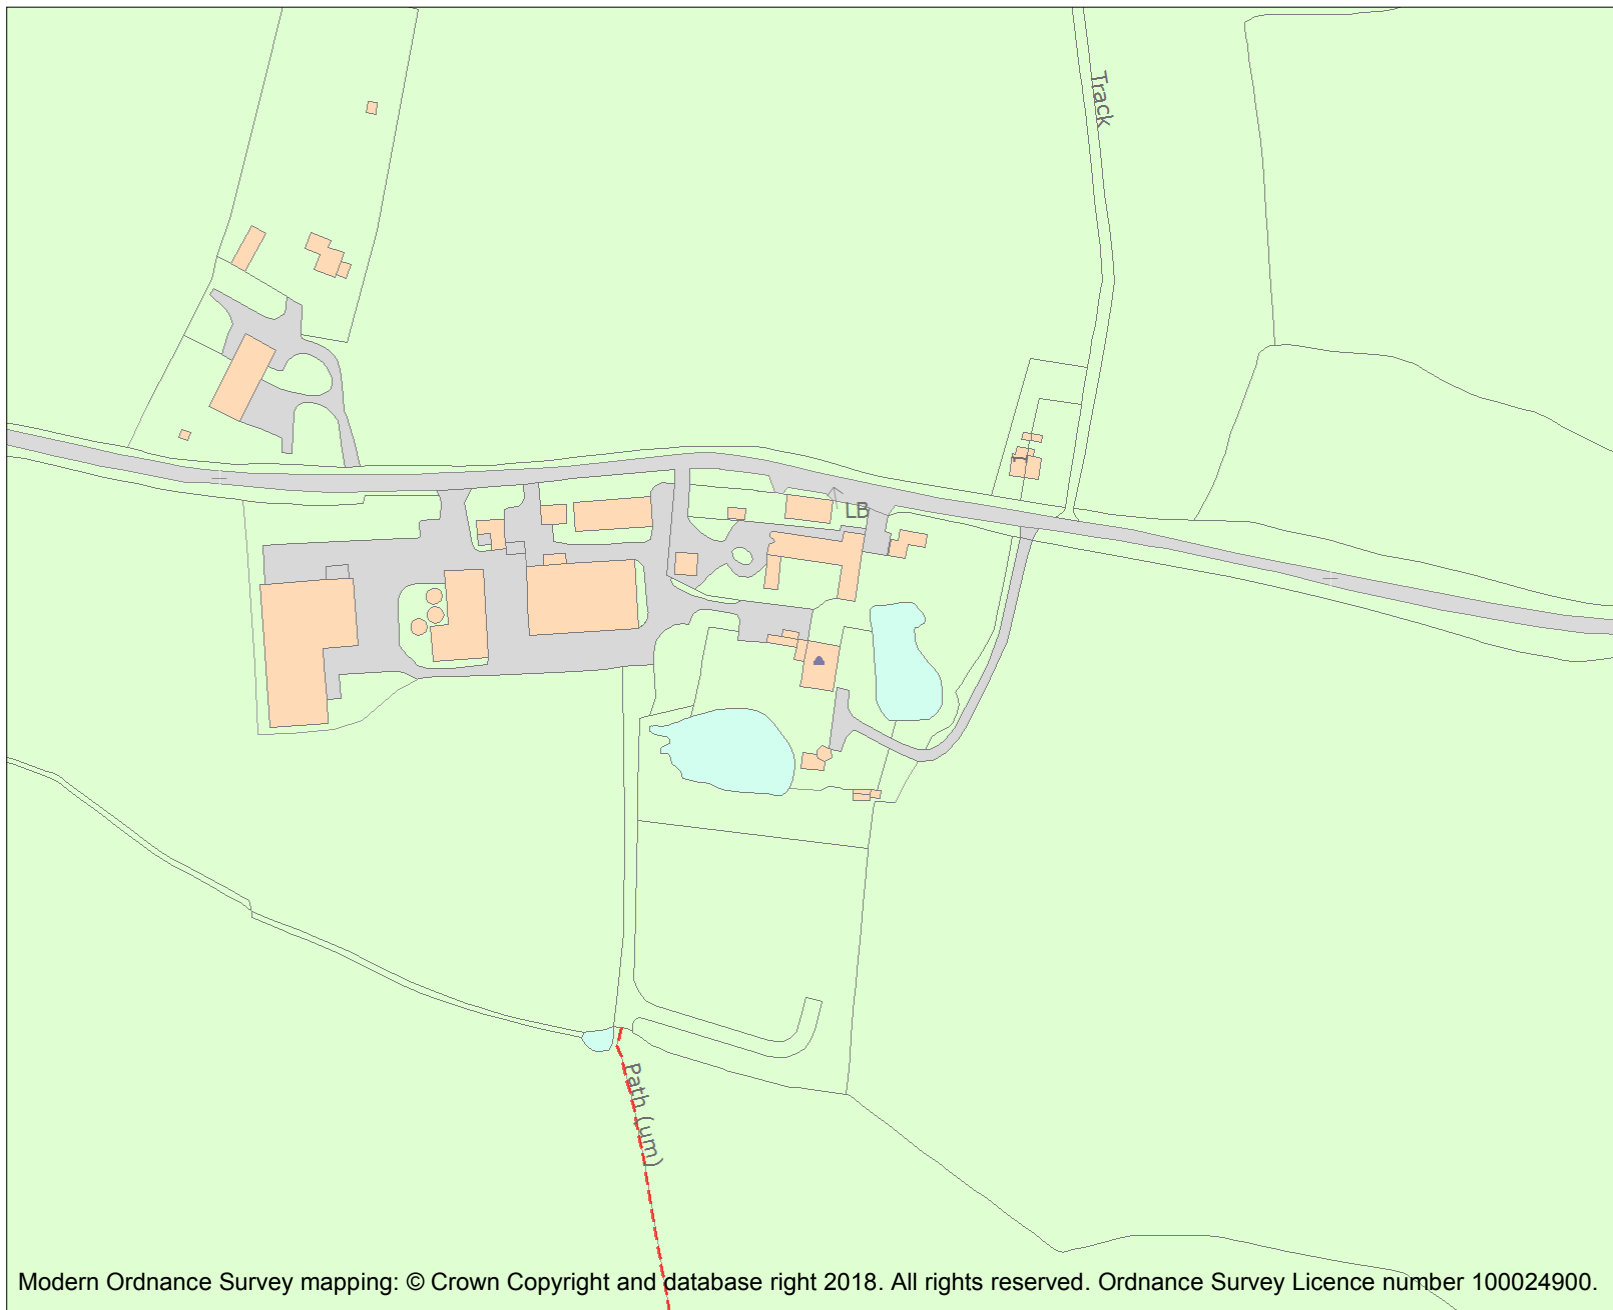 Track
1
LB
Path (um)
Modern Ordnance Survey mapping: © Crown Copyright and database right 2018. All rights reserved. Ordnance Survey Licence number 100024900.